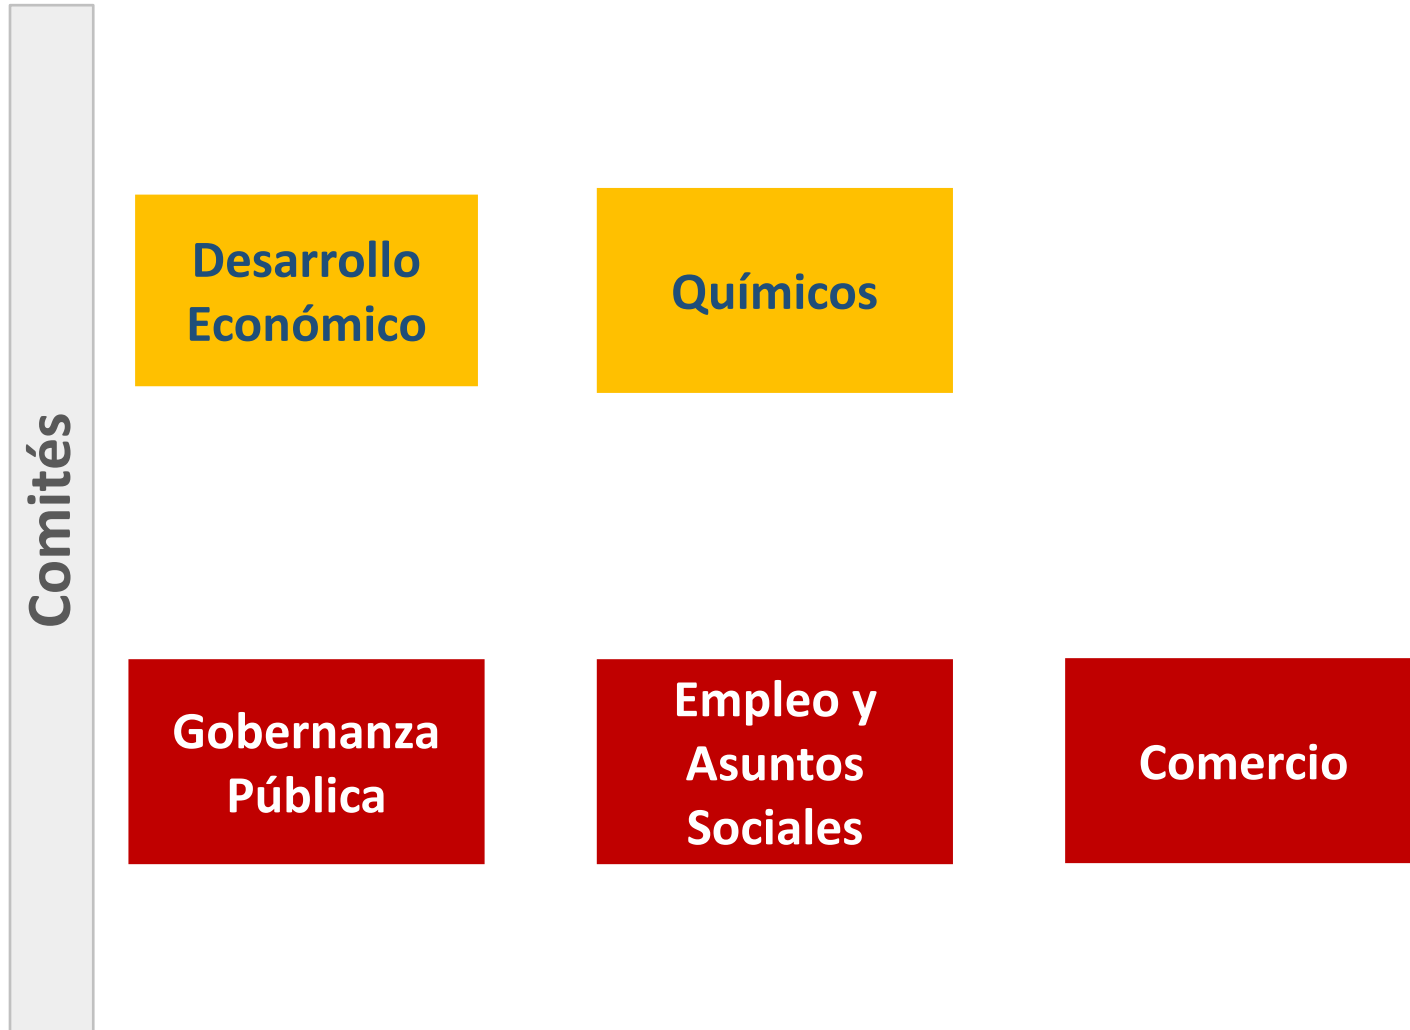 Comités
Desarrollo
Económico
Químicos
Gobernanza
Pública
Empleo y
Asuntos
Sociales
Comercio